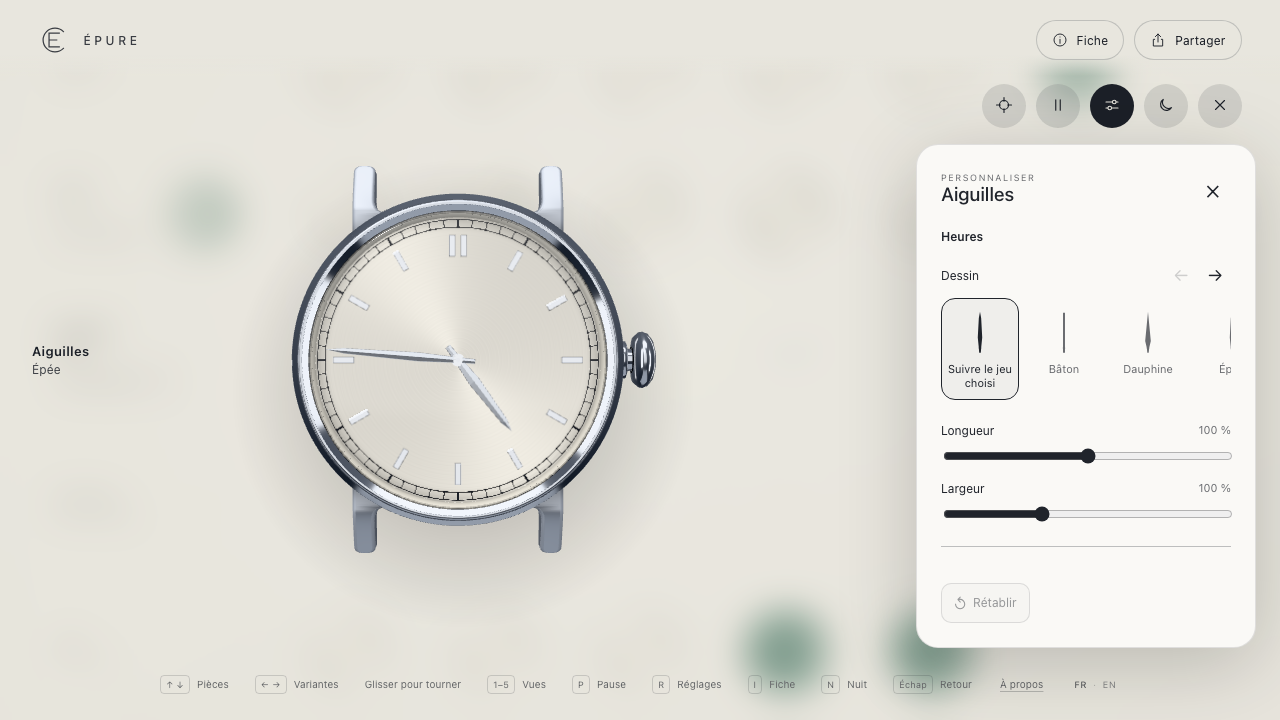 ÉPURE
Fiche
Partager
PERSONNALISER
Aiguilles
Heures
Dessin
Suivre le jeu
choisi
Bâton
Dauphine
Ép
Longueur
100 %
Largeur
100 %
Rétablir
Aiguilles
Épée
↑ ↓ Pièces
← → Variantes
Glisser pour tourner
1–5 Vues
P Pause
R Réglages
I Fiche
N Nuit
Échap Retour
À propos
FR - EN